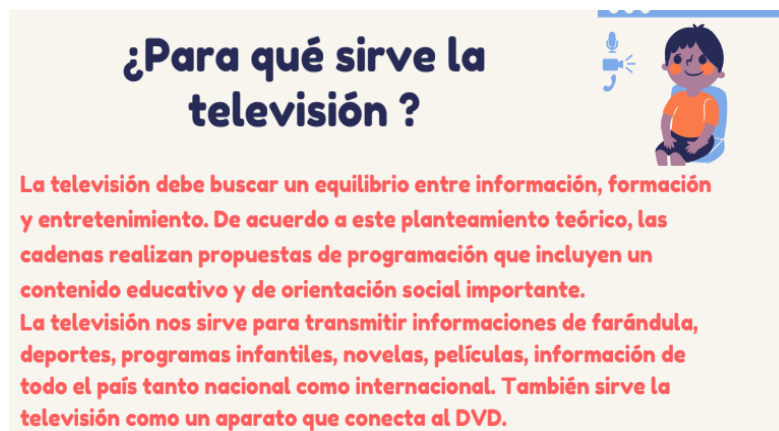 ¿Para qué sirve la
televisión ?
La televisión debe buscar un equilibrio entre información, formación
y entretenimiento. De acuerdo a este planteamiento teórico, las
cadenas realizan propuestas de programación que incluyen un
contenido educativo y de orientación social importante.
La televisión nos sirve para transmitir informaciones de farándula,
deportes, programas infantiles, novelas, películas, información de
todo el país tanto nacional como internacional. También sirve la
televisión como un aparato que conecta al DVD.